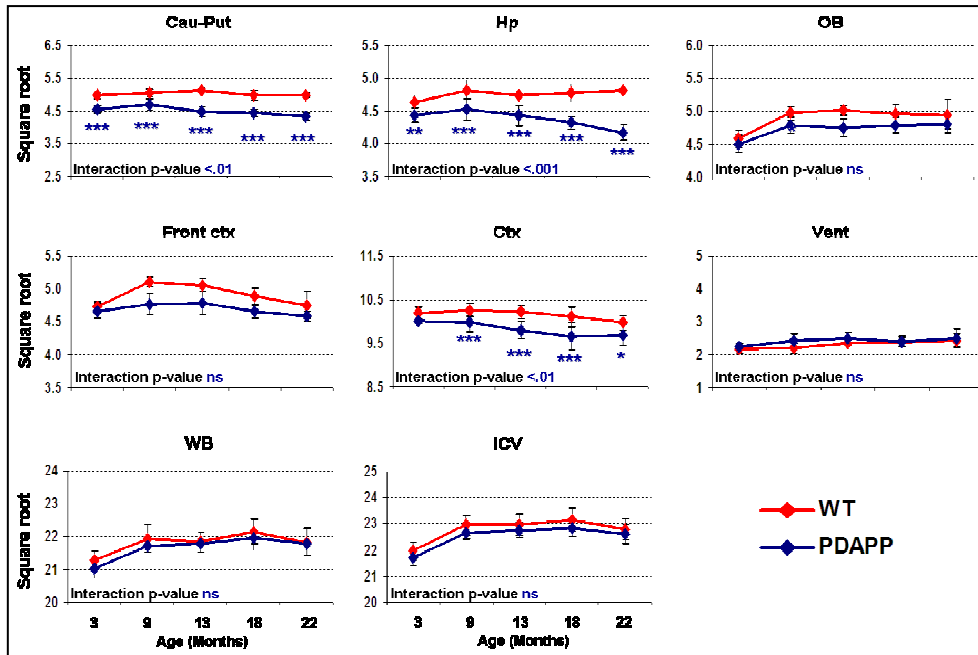 Cau-Put
Hp
OB
Square root
6.5
5.5
4.5
3.5
2.5
*** *** *** *** ***
Interaction p-value <.01
5.5
5.0
4.5
4.0
3.5
** *** *** *** ***
Interaction p-value <.001
6.0
5.5
5.0
4.5
4.0
Interaction p-value ns
Front ctx
Ctx
Vent
Square root
5.5
5.0
4.5
4.0
3.5
Interaction p-value ns
11.5
10.5
9.5
8.5
*** *** *** *
Interaction p-value <.01
5
4
3
2
1
Interaction p-value ns
WB
ICV
Square root
24
23
22
21
20
Interaction p-value ns
3 9 13 18 22
Age (Months)
25
24
23
22
21
20
Interaction p-value ns
3 9 13 18 22
Age (Months)
WT
PDAPP